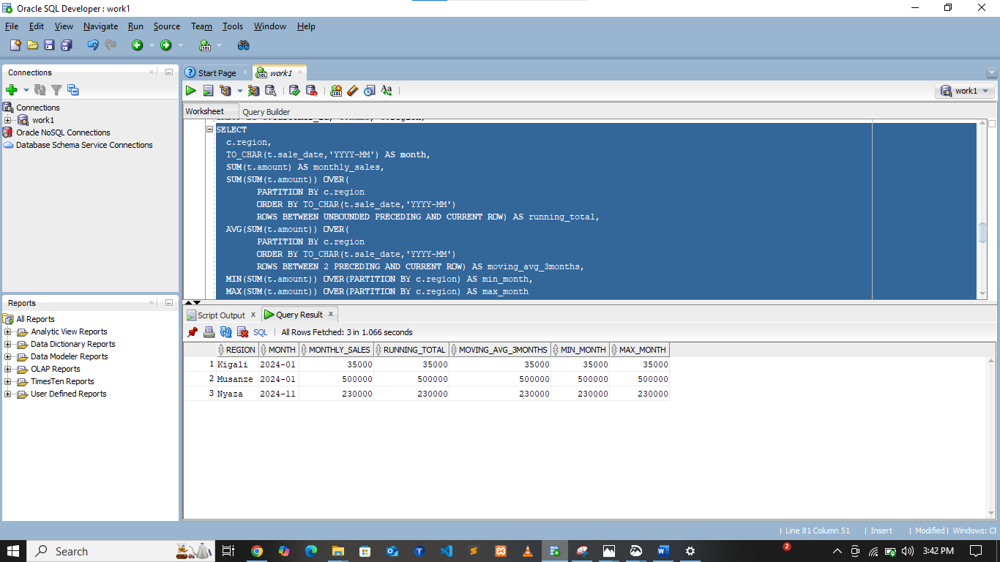 Oracle SQL Developer : work1
File Edit View Navigate Run Source Team Tools Window Help
Connections
Start Page
work1
work1
Worksheet
Query Builder
Connections
work1
Oracle NoSQL Connections
Database Schema Service Connections
SELECT
c.region,
TO_CHAR(t.sale_date,'YYYY-MM') AS month,
SUM(t.amount) AS monthly_sales,
SUM(SUM(t.amount)) OVER(
PARTITION BY c.region
ORDER BY TO_CHAR(t.sale_date,'YYYY-MM')
ROWS BETWEEN UNBOUNDED PRECEDING AND CURRENT ROW) AS running_total,
AVG(SUM(t.amount)) OVER(
PARTITION BY c.region
ORDER BY TO_CHAR(t.sale_date,'YYYY-MM')
ROWS BETWEEN 2 PRECEDING AND CURRENT ROW) AS moving_avg_3months,
MIN(SUM(t.amount)) OVER(PARTITION BY c.region) AS min_month,
MAX(SUM(t.amount)) OVER(PARTITION BY c.region) AS max_month
Reports
All Reports
Analytic View Reports
Data Dictionary Reports
Data Modeler Reports
OLAP Reports
TimesTen Reports
User Defined Reports
Script Output x Query Result x
SQL | All Rows Fetched: 3 in 1.066 seconds
REGION MONTH MONTHLY_SALES RUNNING_TOTAL MOVING_AVG_3MONTHS MIN_MONTH MAX_MONTH
1 Kigali 2024-01 35000 35000 35000 35000 35000
2 Musanze 2024-01 500000 500000 500000 500000 500000
3 Nyaza 2024-11 230000 230000 230000 230000 230000
| Line 81 Column 51 | Insert | Modified | Windows: CF
Search
2
3:42 PM